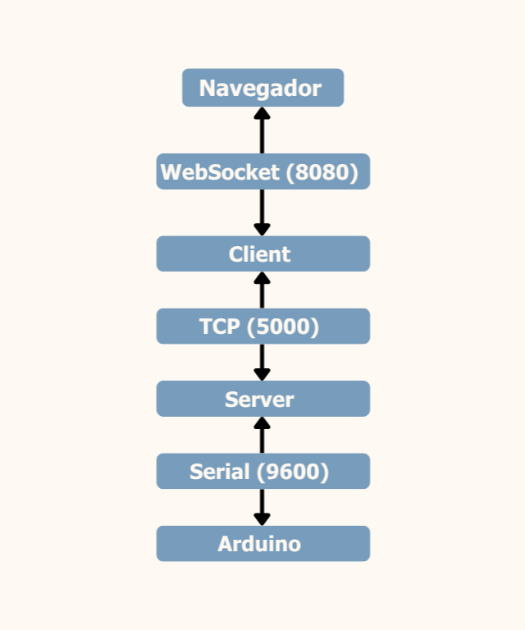 Navegador
WebSocket (8080)
Client
TCP (5000)
Server
Serial (9600)
Arduino